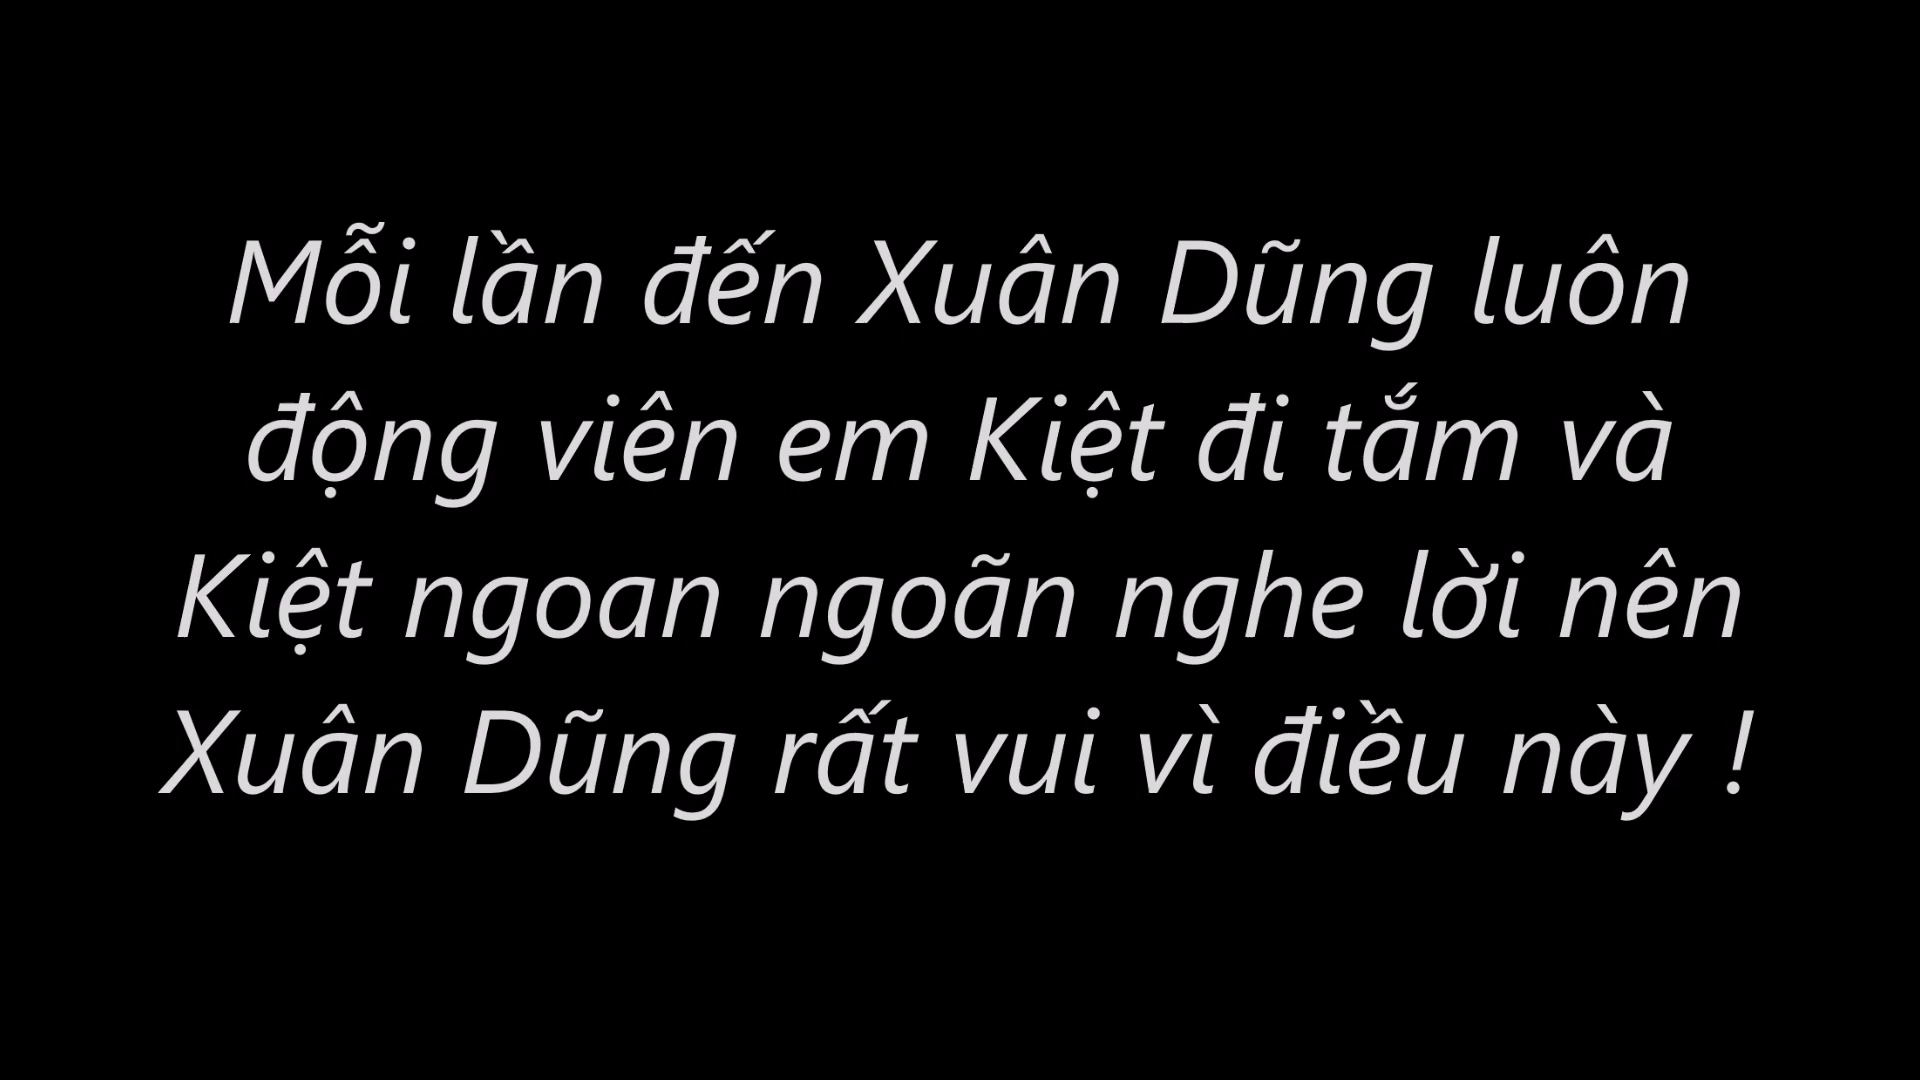 Mỗi lần đến Xuân Dũng luôn
động viên em Kiệt đi tắm và
Kiệt ngoan ngoãn nghe lời nên
Xuân Dũng rất vui vì điều này !